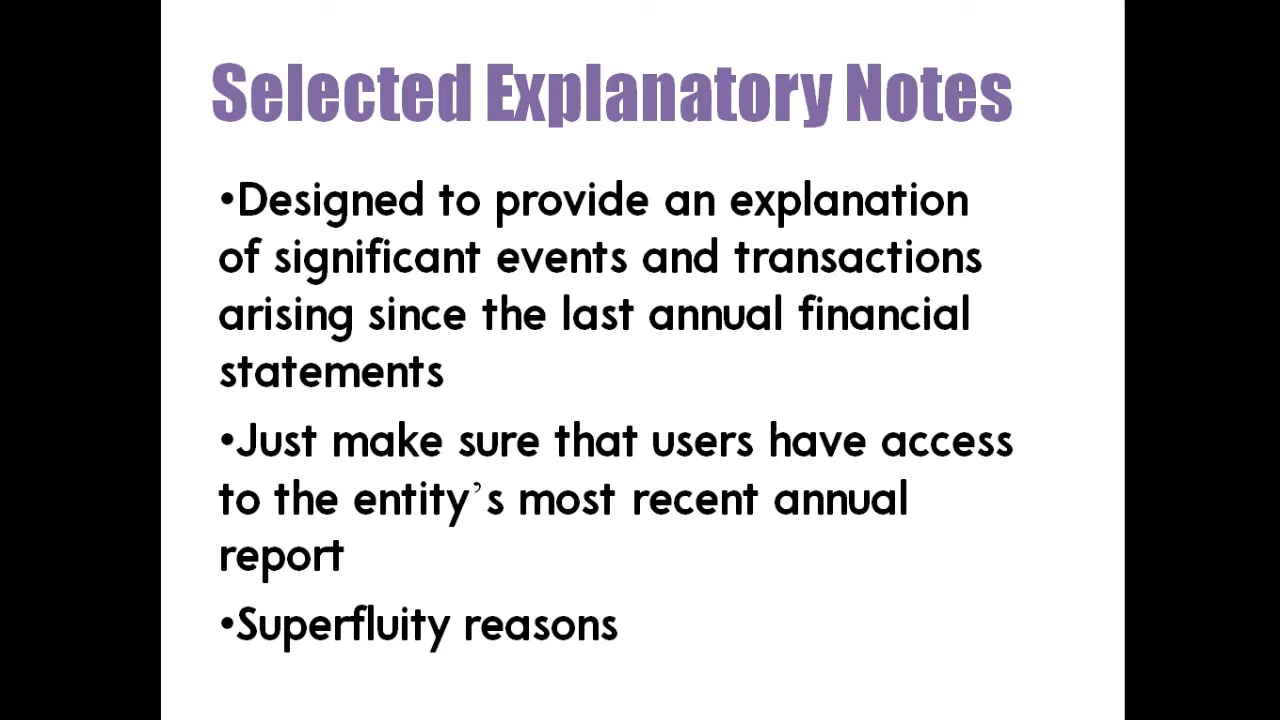 Selected Explanatory Notes
•Designed to provide an explanation
of significant events and transactions
arising since the last annual financial
statements
•Just make sure that users have access
to the entity’s most recent annual
report
•Superfluity reasons